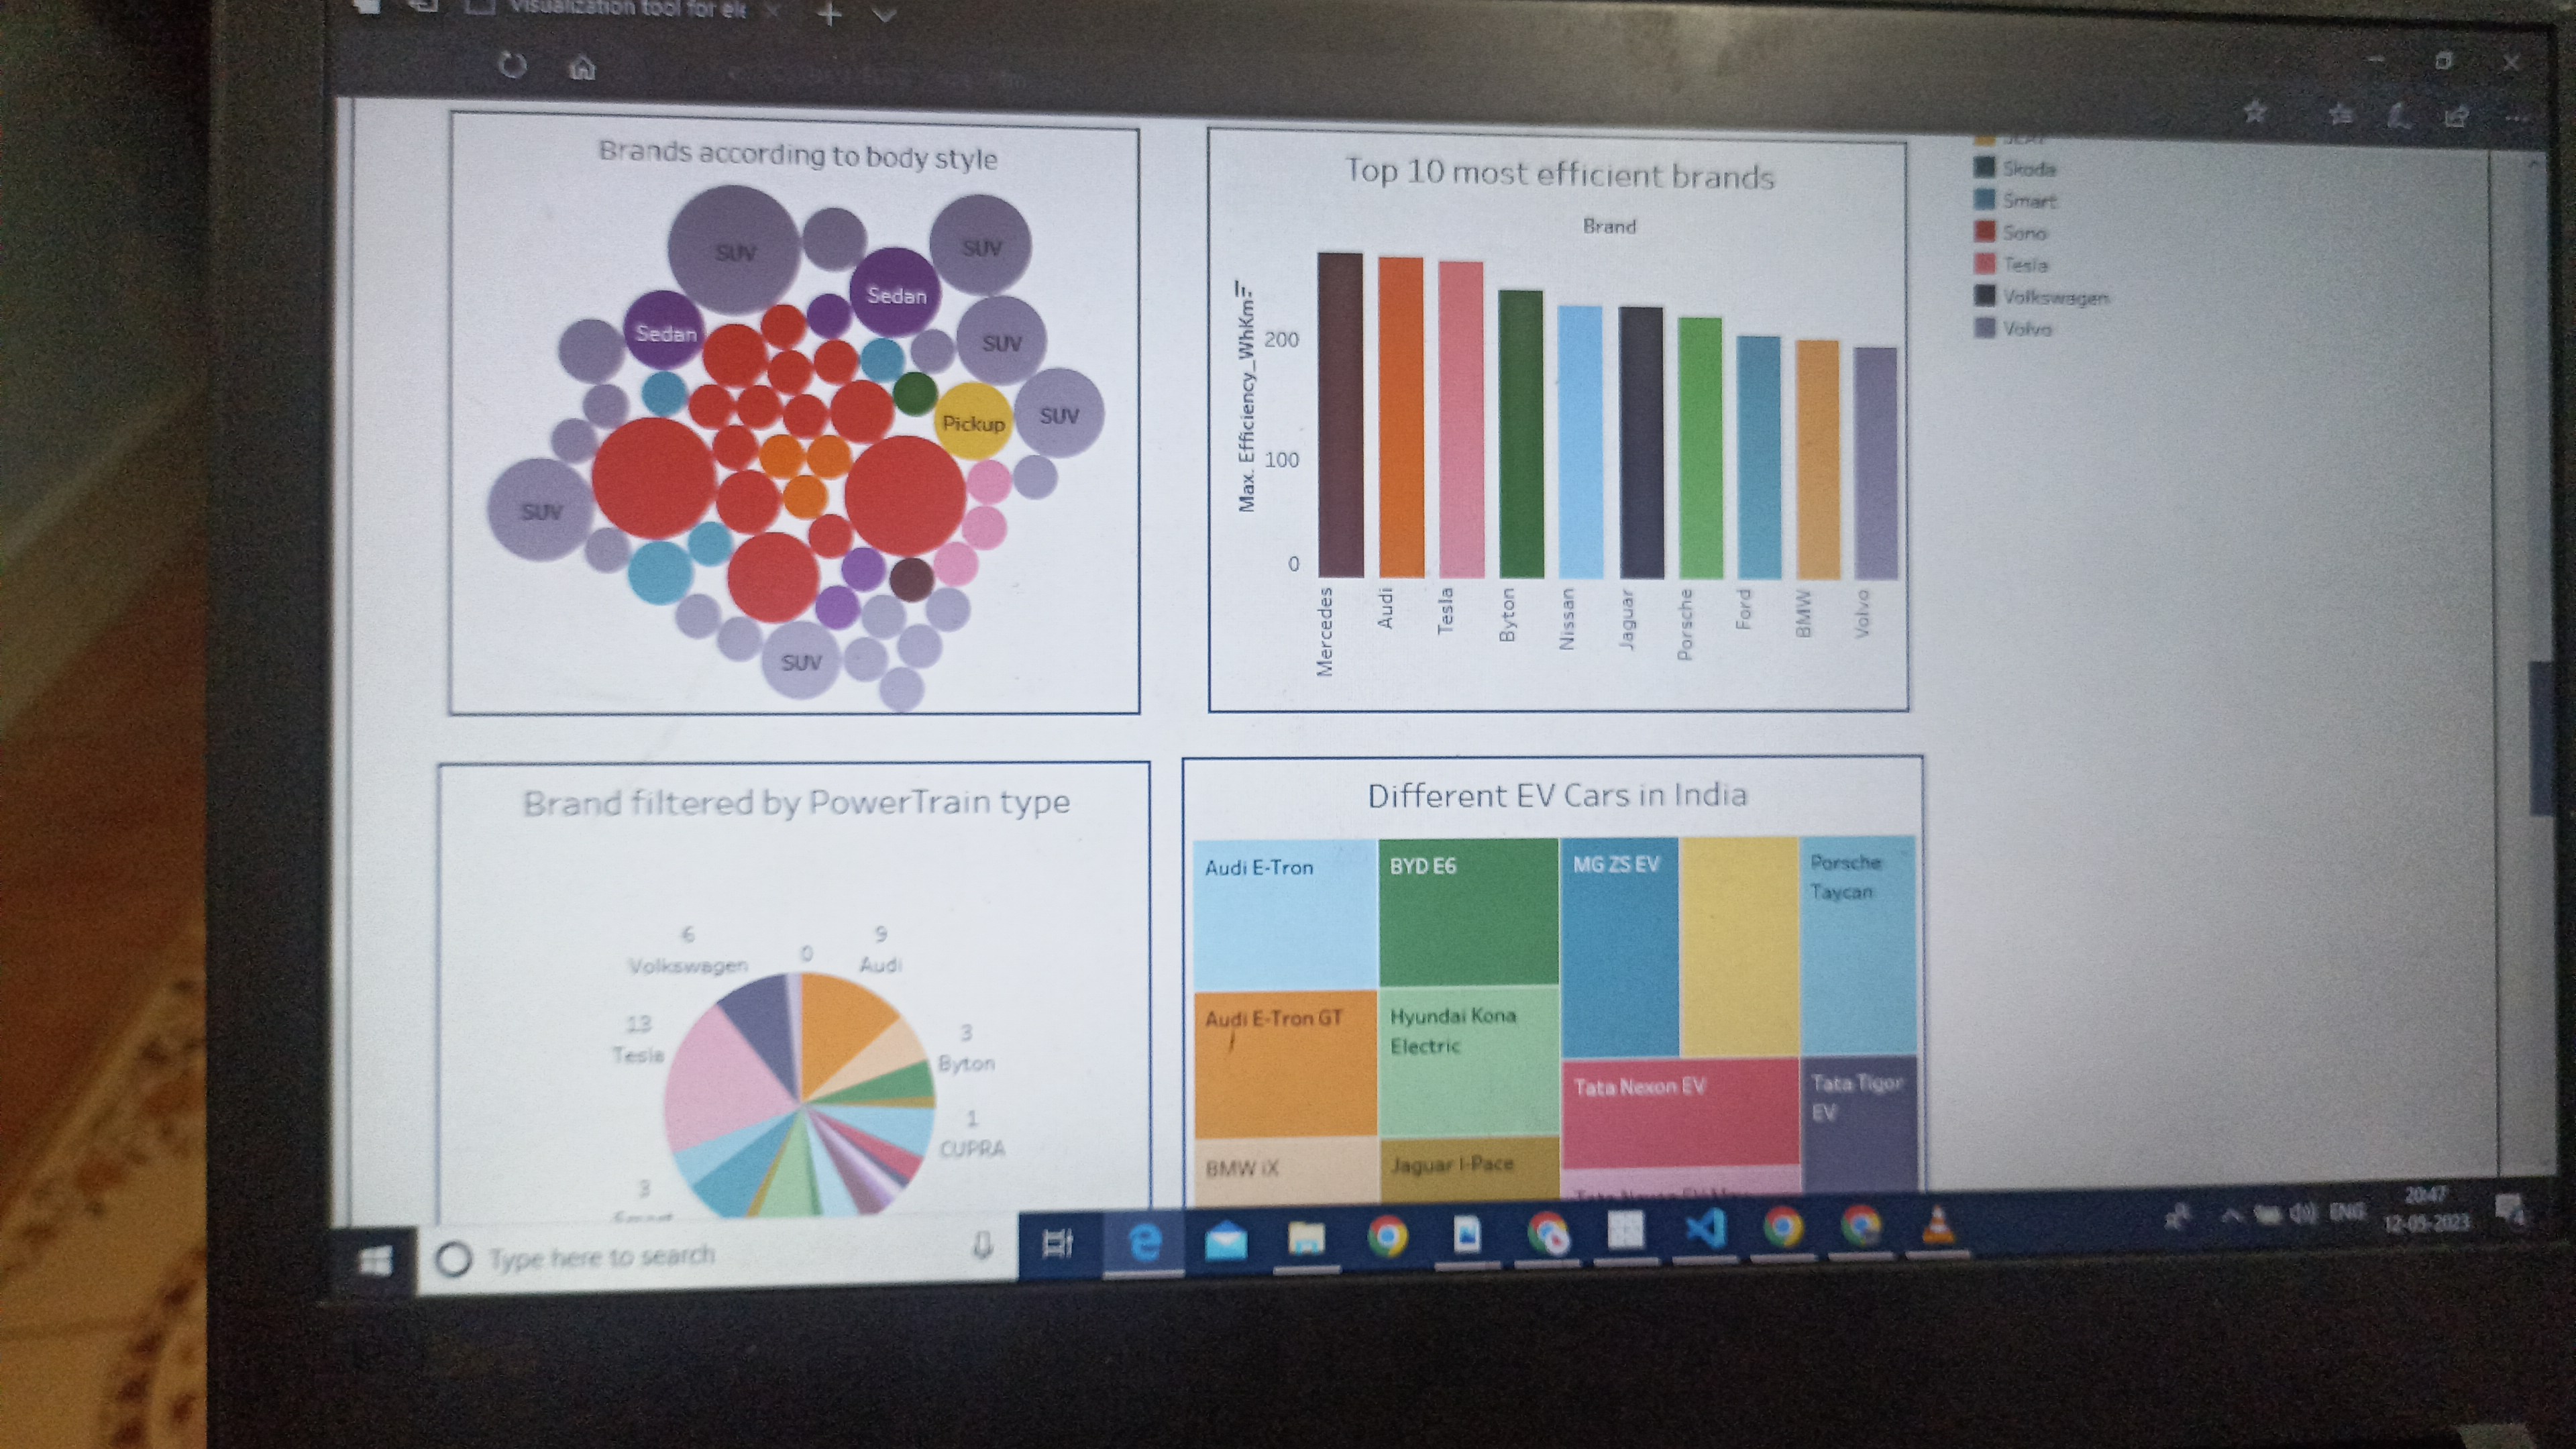 Visualization tool for ele
Brands according to body style
SUV
SUV
Sedan
Sedan
SUV
Pickup
SUV
SUV
SUV
Top 10 most efficient brands
Brand
Max. Efficiency_WhKm
200
100
0
Mercedes
Audi
Tesla
Byton
Nissan
Jaguar
Porsche
Ford
BMW
Volvo
Skoda
Smart
Sono
Tesla
Volkswagen
Volvo
Brand filtered by PowerTrain type
6
Volkswagen
0
9
Audi
13
Tesla
3
Byton
1
CUPRA
3
Smart
Different EV Cars in India
Audi E-Tron
BYD E6
MG ZS EV
Porsche
Taycan
Audi E-Tron GT
Hyundai Kona
Electric
Tata Nexon EV
Tata Tigor
EV
BMW iX
Jaguar I-Pace
Type here to search
ENG
20:47
12-05-2023